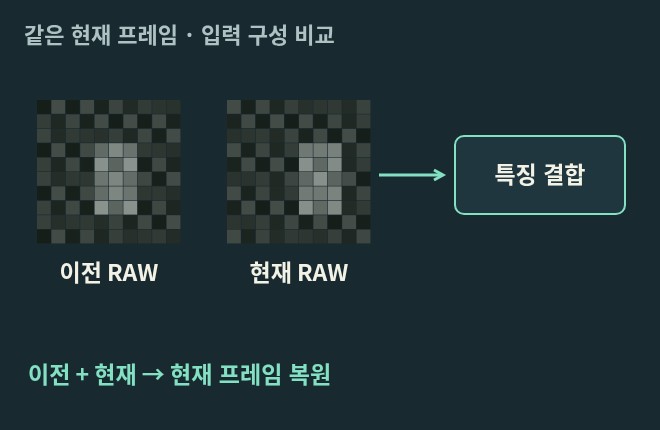 같은 현재 프레임 · 입력 구성 비교
특징 결합
이전 RAW
현재 RAW
이전 + 현재 → 현재 프레임 복원